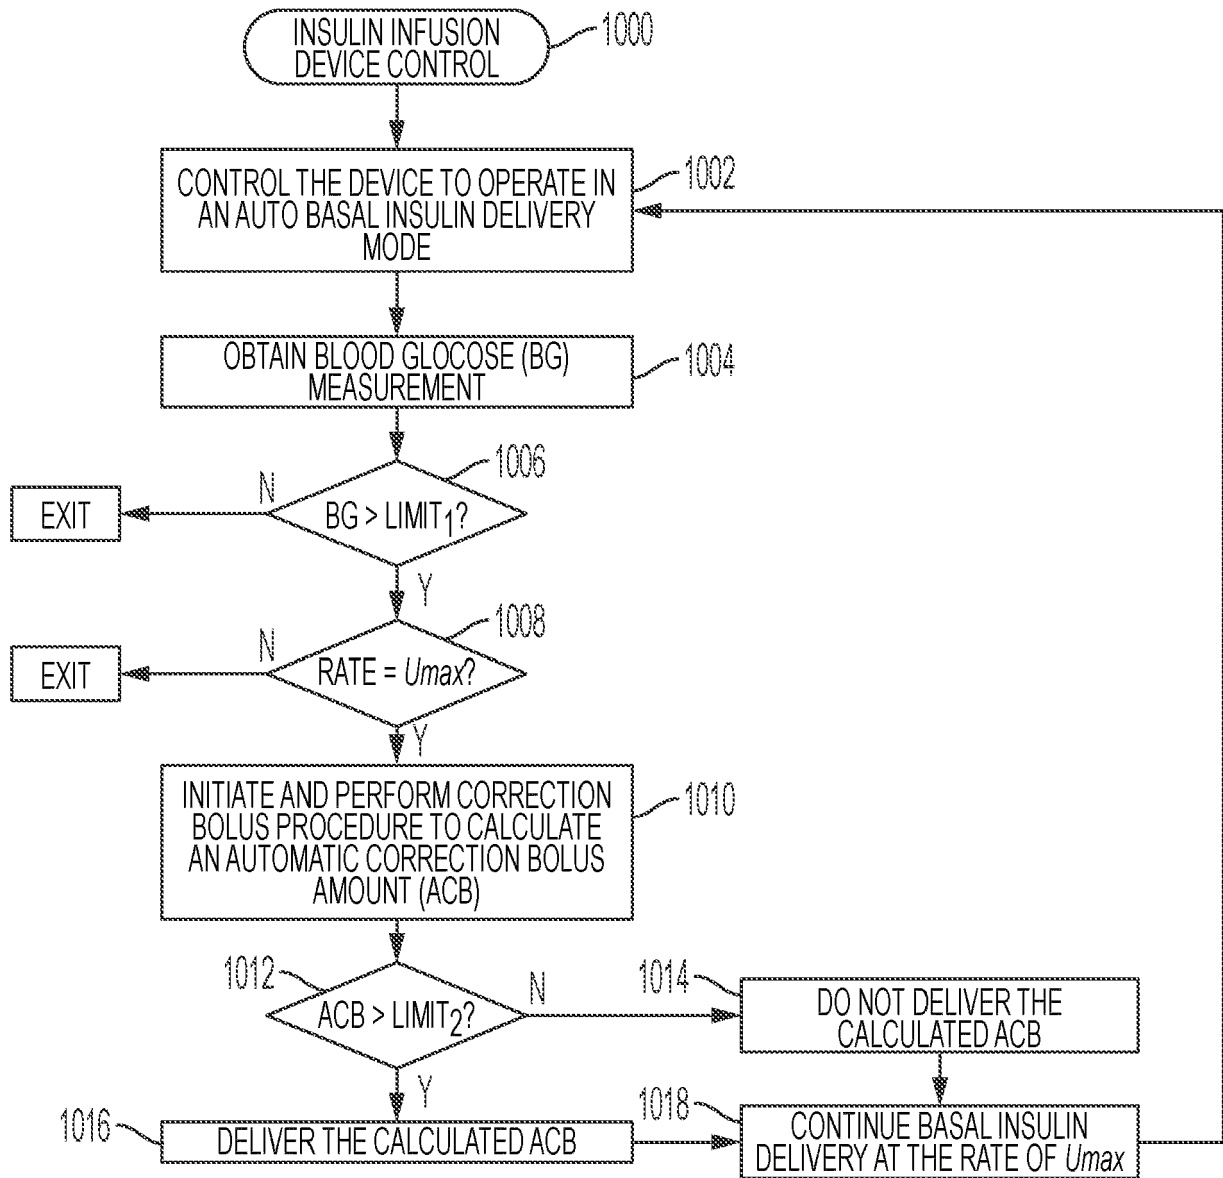 INSULIN INFUSION
DEVICE CONTROL
1000
CONTROL THE DEVICE TO OPERATE IN
AN AUTO BASAL INSULIN DELIVERY
MODE
1002
OBTAIN BLOOD GLOCOSE (BG)
MEASUREMENT
1004
1006
N
EXIT
BG > LIMIT1?
Y
1008
N
EXIT
RATE = Umax?
Y
INITIATE AND PERFORM CORRECTION
BOLUS PROCEDURE TO CALCULATE
AN AUTOMATIC CORRECTION BOLUS
AMOUNT (ACB)
1010
1012
ACB > LIMIT2?
N
1014
DO NOT DELIVER THE
CALCULATED ACB
Y
1016
DELIVER THE CALCULATED ACB
1018
CONTINUE BASAL INSULIN
DELIVERY AT THE RATE OF Umax